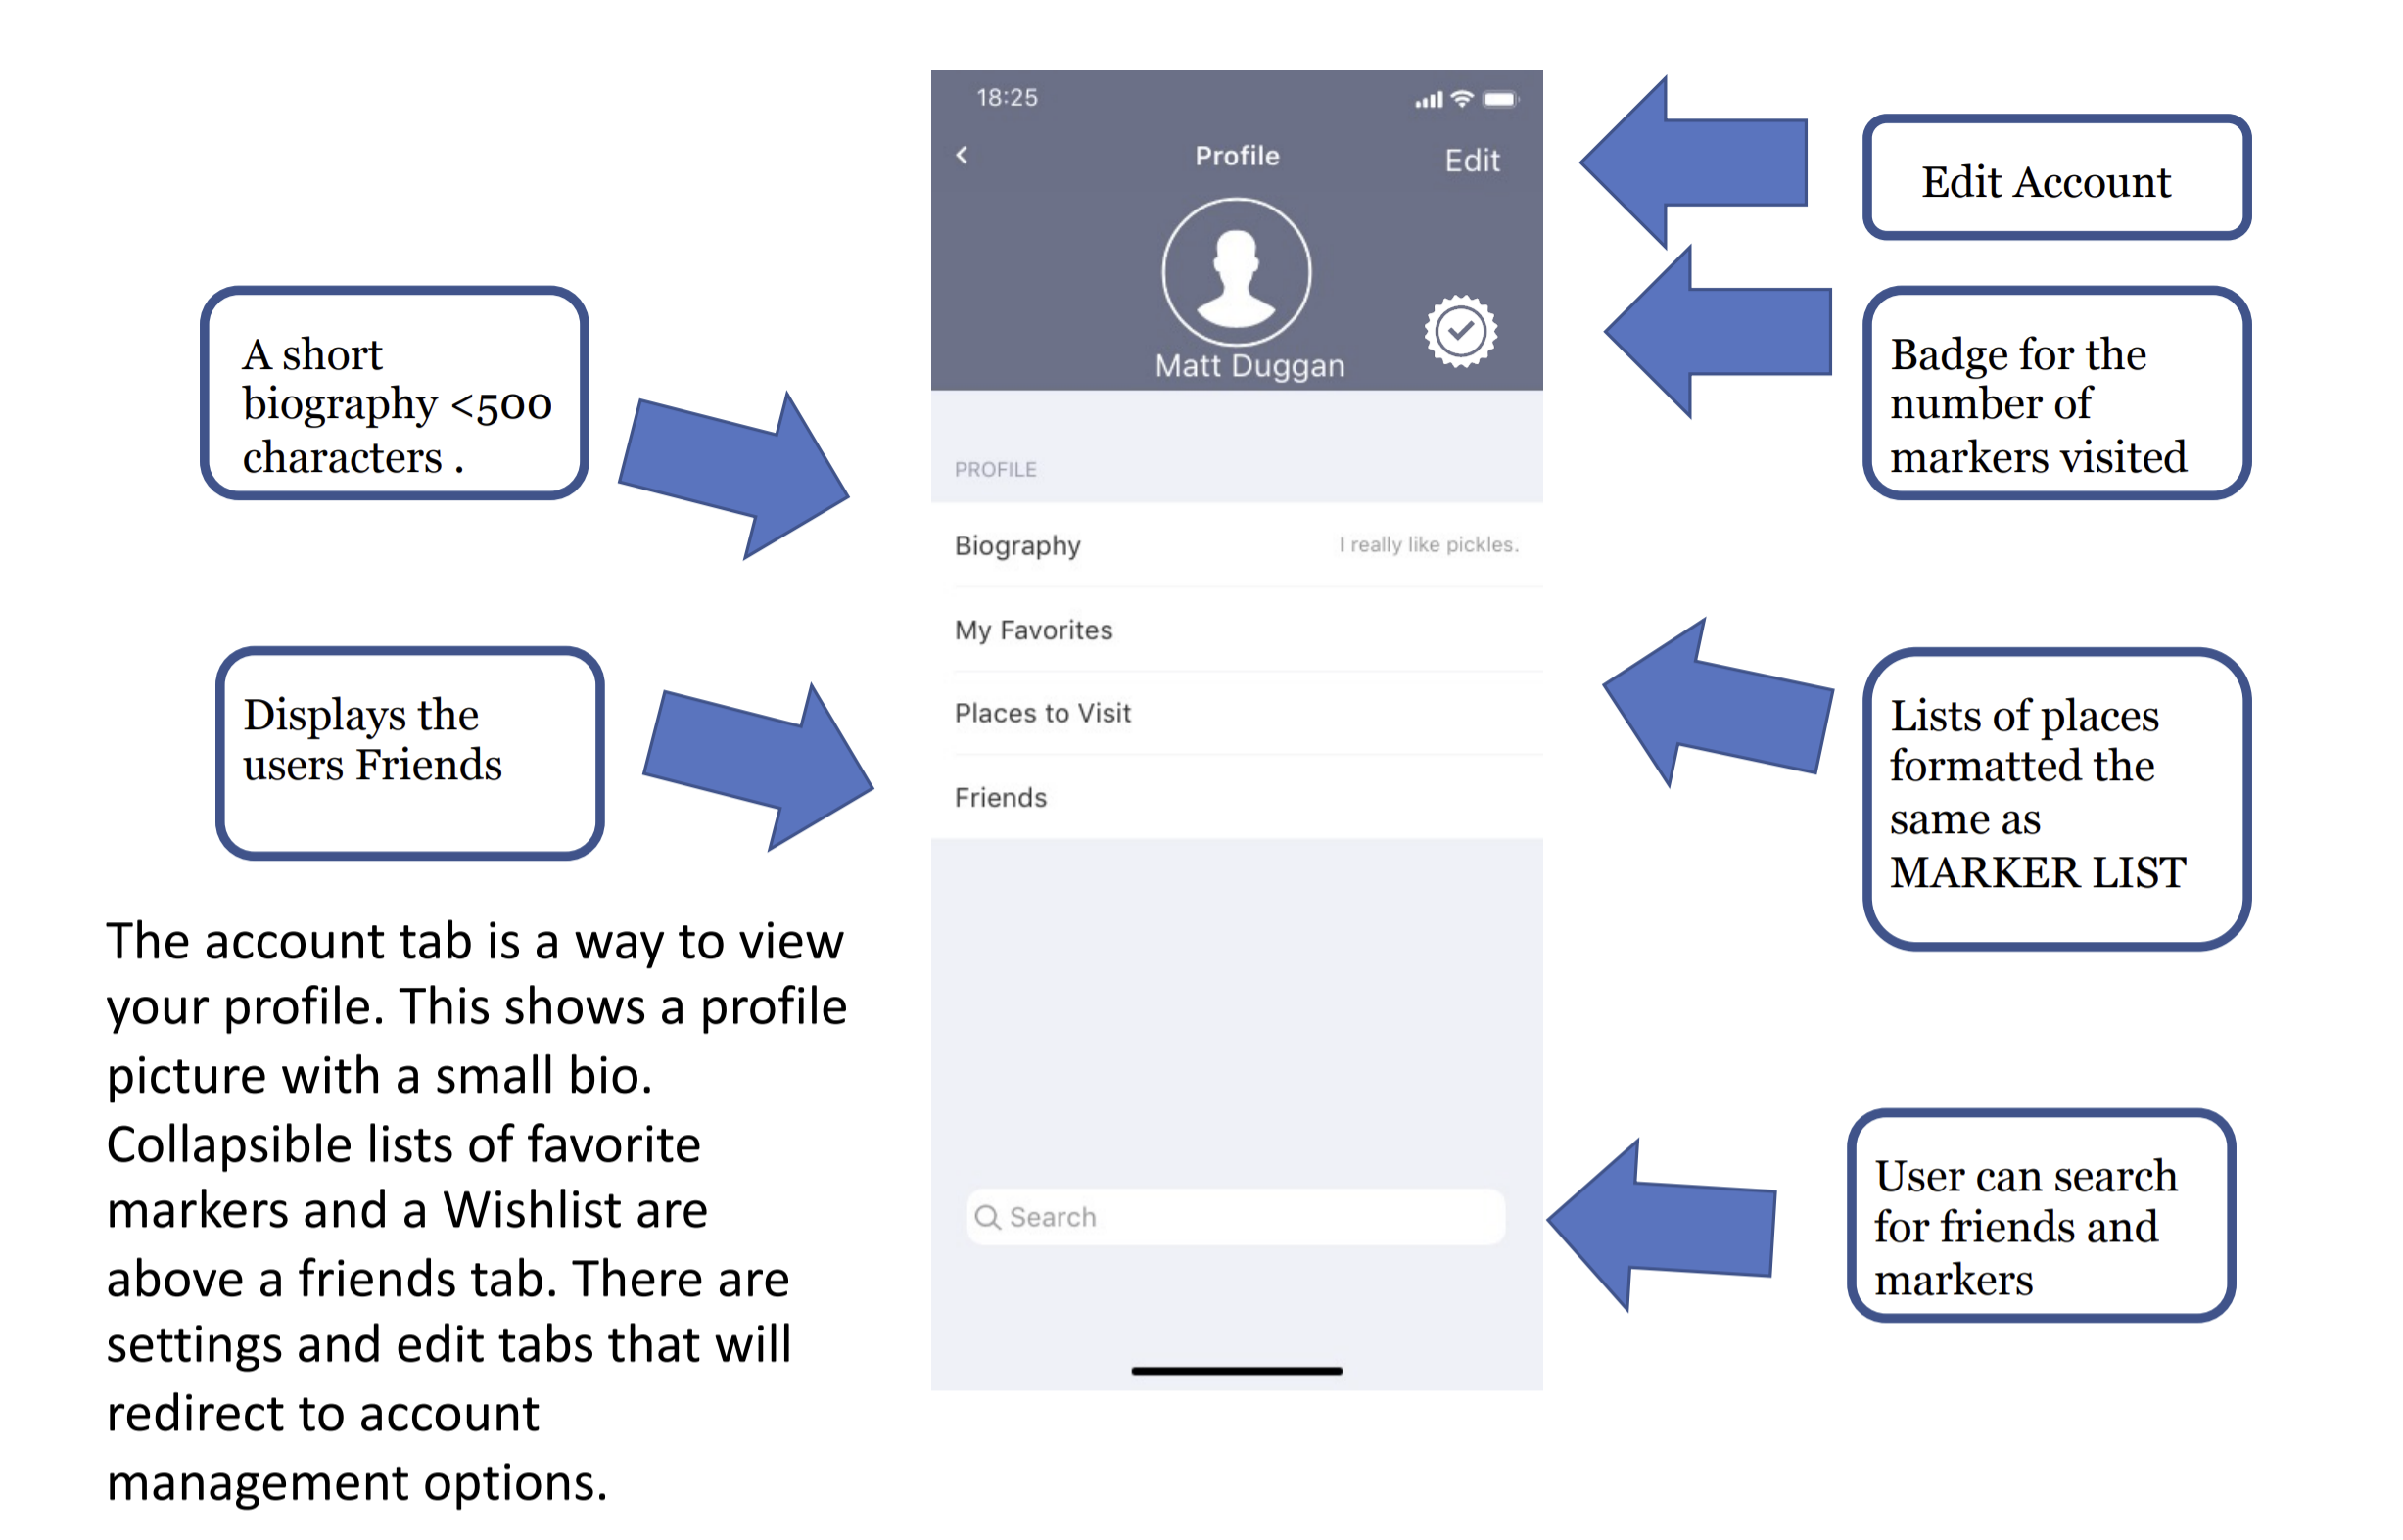 18:25
Profile
Edit
Matt Duggan
PROFILE
Biography
I really like pickles.
My Favorites
Places to Visit
Friends
Search
Edit Account
Badge for the
number of
markers visited
A short
biography <500
characters .
Displays the
users Friends
Lists of places
formatted the
same as
MARKER LIST
User can search
for friends and
markers
The account tab is a way to view
your profile. This shows a profile
picture with a small bio.
Collapsible lists of favorite
markers and a Wishlist are
above a friends tab. There are
settings and edit tabs that will
redirect to account
management options.